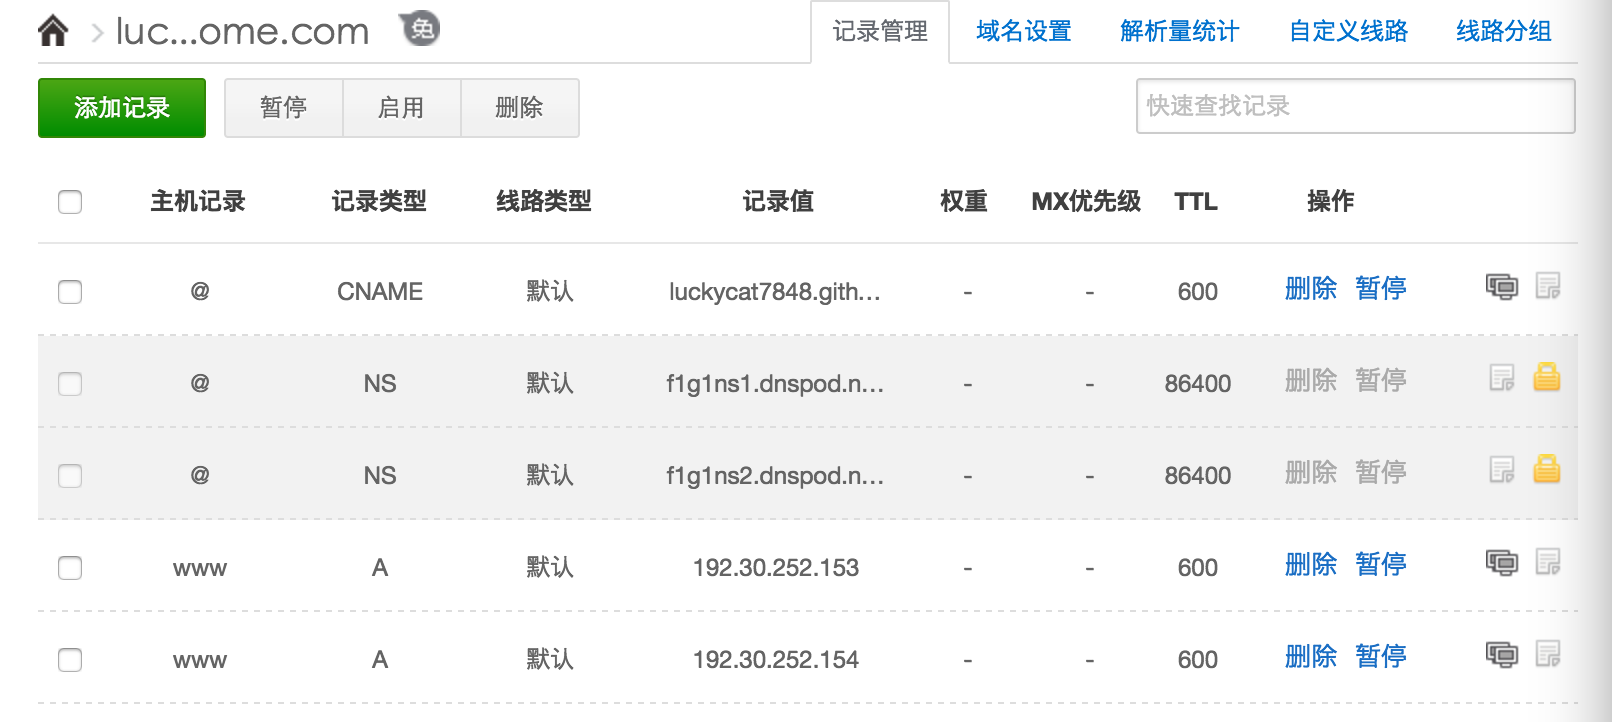 luc...ome.com 免 记录管理 域名设置 解析量统计 自定义线路 线路分组
添加记录 暂停 启用 删除 快速查找记录
主机记录 记录类型 线路类型 记录值 权重 MX优先级 TTL 操作
@ CNAME 默认 luckycat7848.gith... - - 600 删除 暂停
@ NS 默认 f1g1ns1.dnspod.n... - - 86400 删除 暂停
@ NS 默认 f1g1ns2.dnspod.n... - - 86400 删除 暂停
www A 默认 192.30.252.153 - - 600 删除 暂停
www A 默认 192.30.252.154 - - 600 删除 暂停